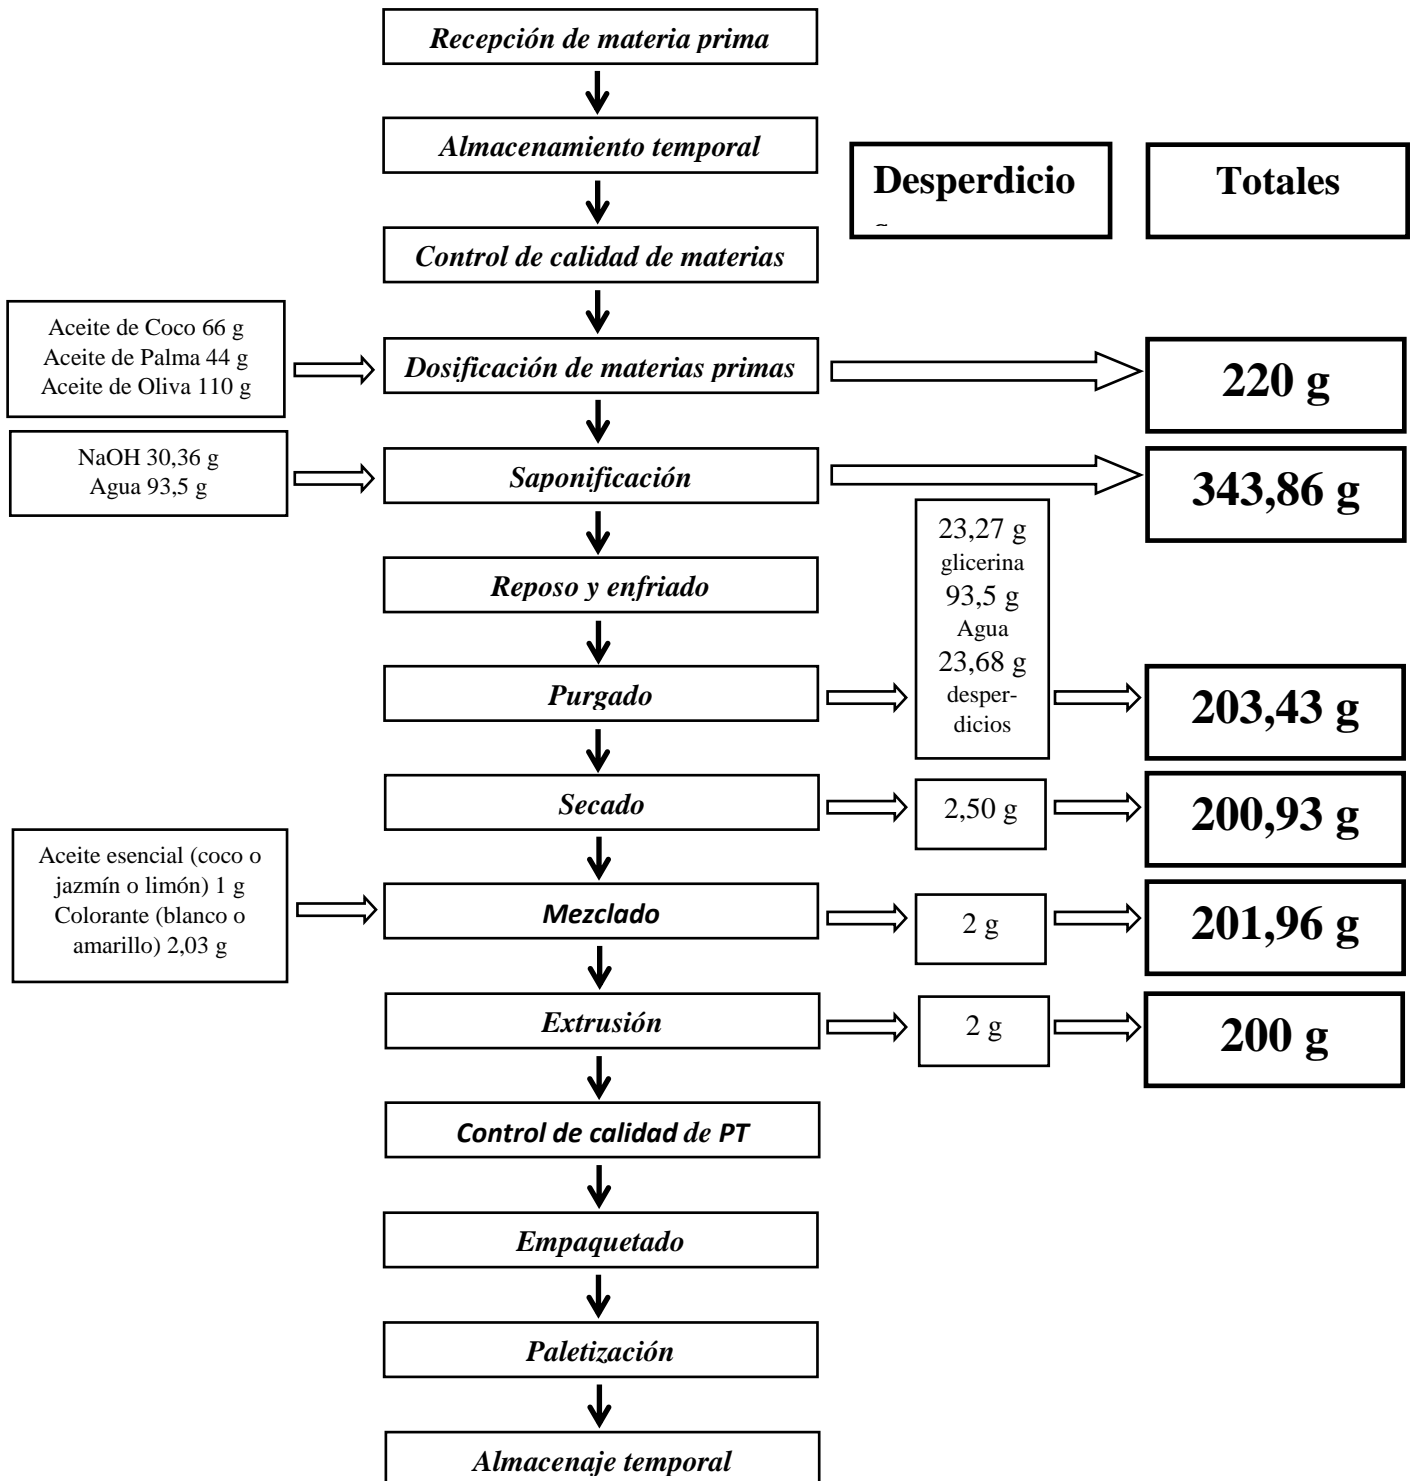 Recepción de materia prima
Almacenamiento temporal
Desperdicio
Totales
Control de calidad de materias
Aceite de Coco 66 g
Aceite de Palma 44 g
Aceite de Oliva 110 g
Dosificación de materias primas
220 g
NaOH 30,36 g
Agua 93,5 g
Saponificación
343,86 g
Reposo y enfriado
23,27 g
glicerina
93,5 g
Agua
23,68 g
desper-
dicios
Purgado
203,43 g
Secado
2,50 g
200,93 g
Aceite esencial (coco o
jazmín o limón) 1 g
Colorante (blanco o
amarillo) 2,03 g
Mezclado
2 g
201,96 g
Extrusión
2 g
200 g
Control de calidad de PT
Empaquetado
Paletización
Almacenaje temporal